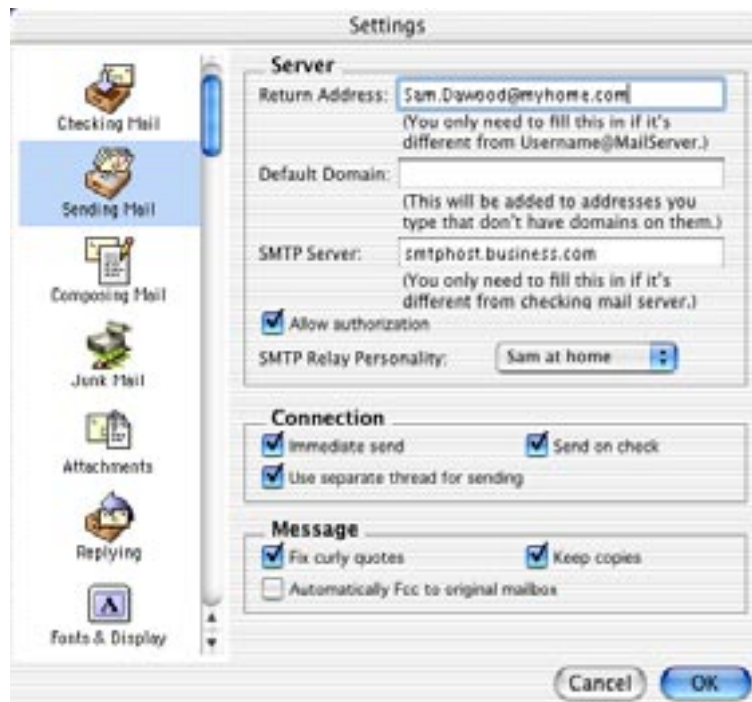 Settings
Checking Mail
Sending Mail
Composing Mail
Junk Mail
Attachments
Replying
Fonts & Display
Server
Return Address: Sam.Dawood@myhome.com
(You only need to fill this in if it's
different from Username@MailServer.)
Default Domain:
(This will be added to addresses you
type that don't have domains on them.)
SMTP Server: smtphost.business.com
(You only need to fill this in if it's
different from checking mail server.)
Allow authorization
SMTP Relay Personality: Sam at home
Connection
Immediate send Send on check
Use separate thread for sending
Message
Fix curly quotes Keep copies
Automatically Fcc to original mailbox
Cancel OK